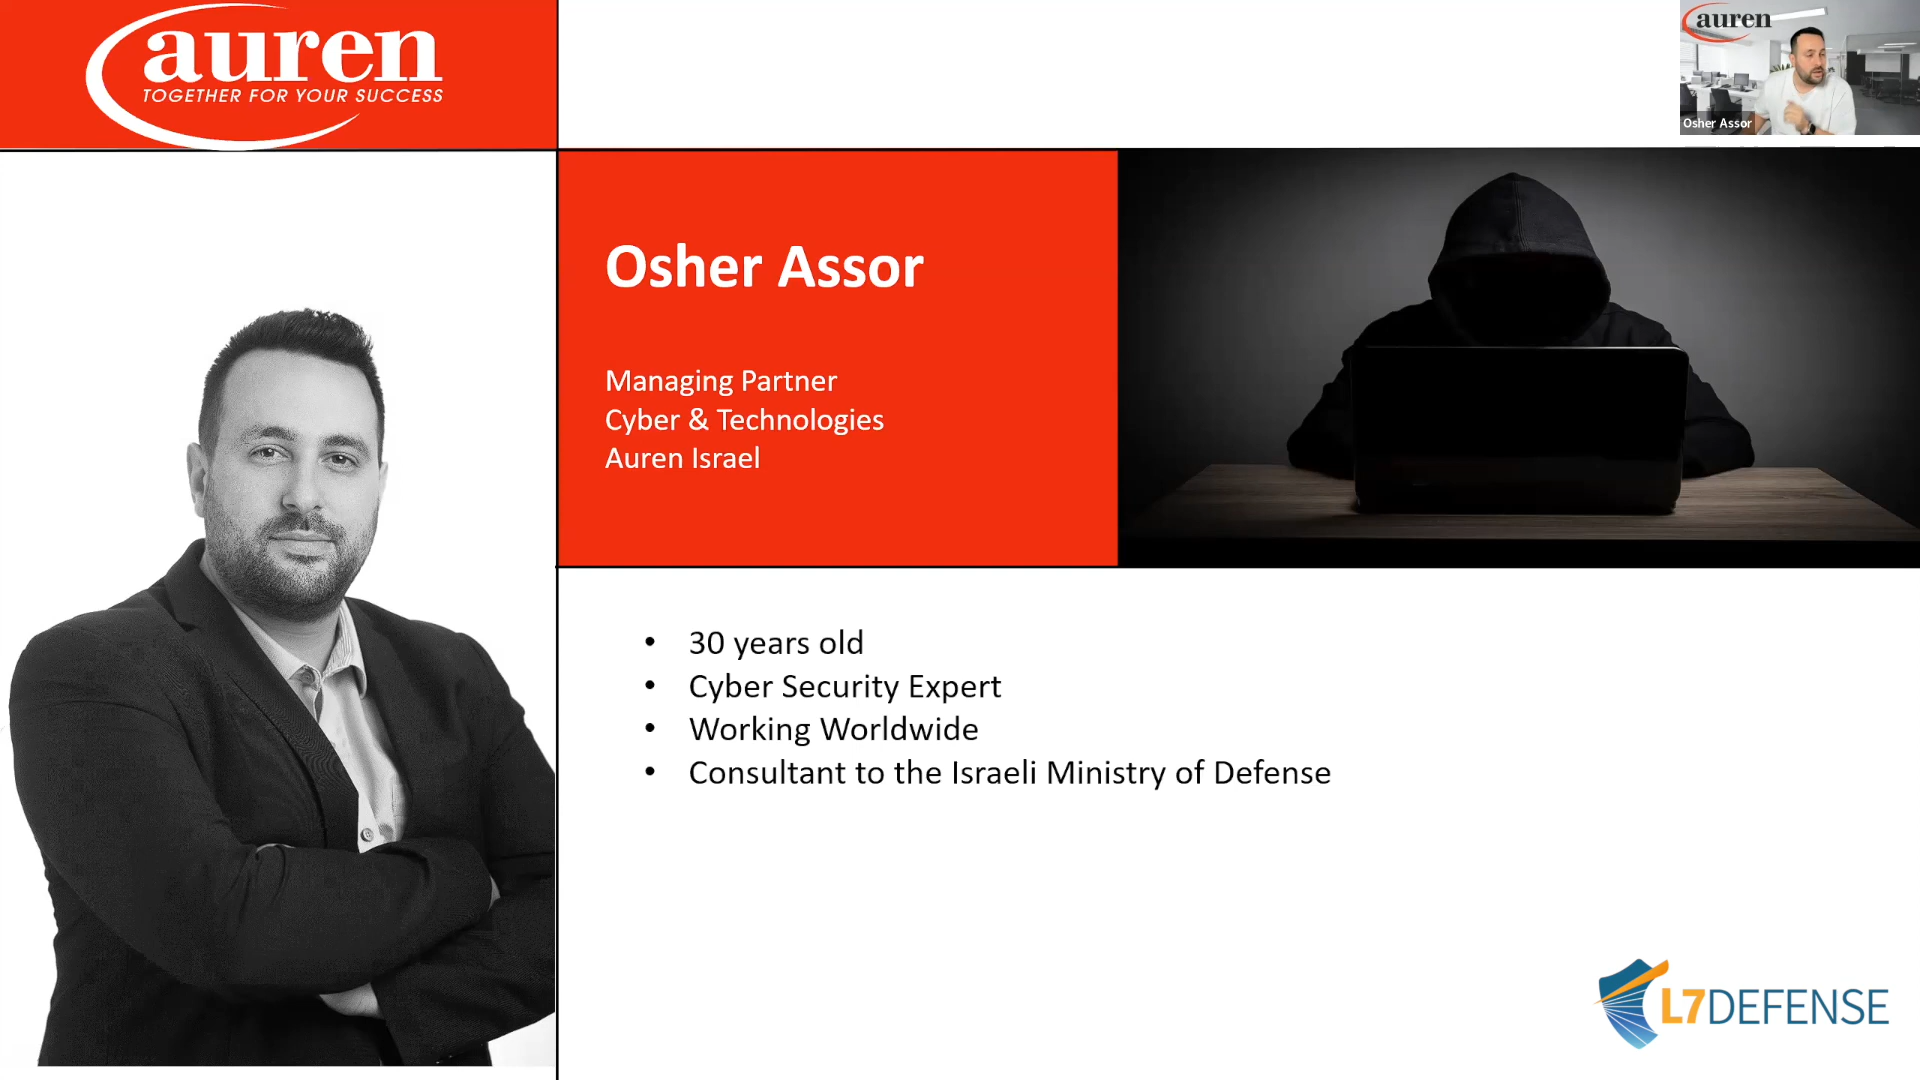 auren
TOGETHER FOR YOUR SUCCESS
auren
Osher Assor
Osher Assor
Managing Partner
Cyber & Technologies
Auren Israel
• 30 years old
• Cyber Security Expert
• Working Worldwide
• Consultant to the Israeli Ministry of Defense
L7DEFENSE